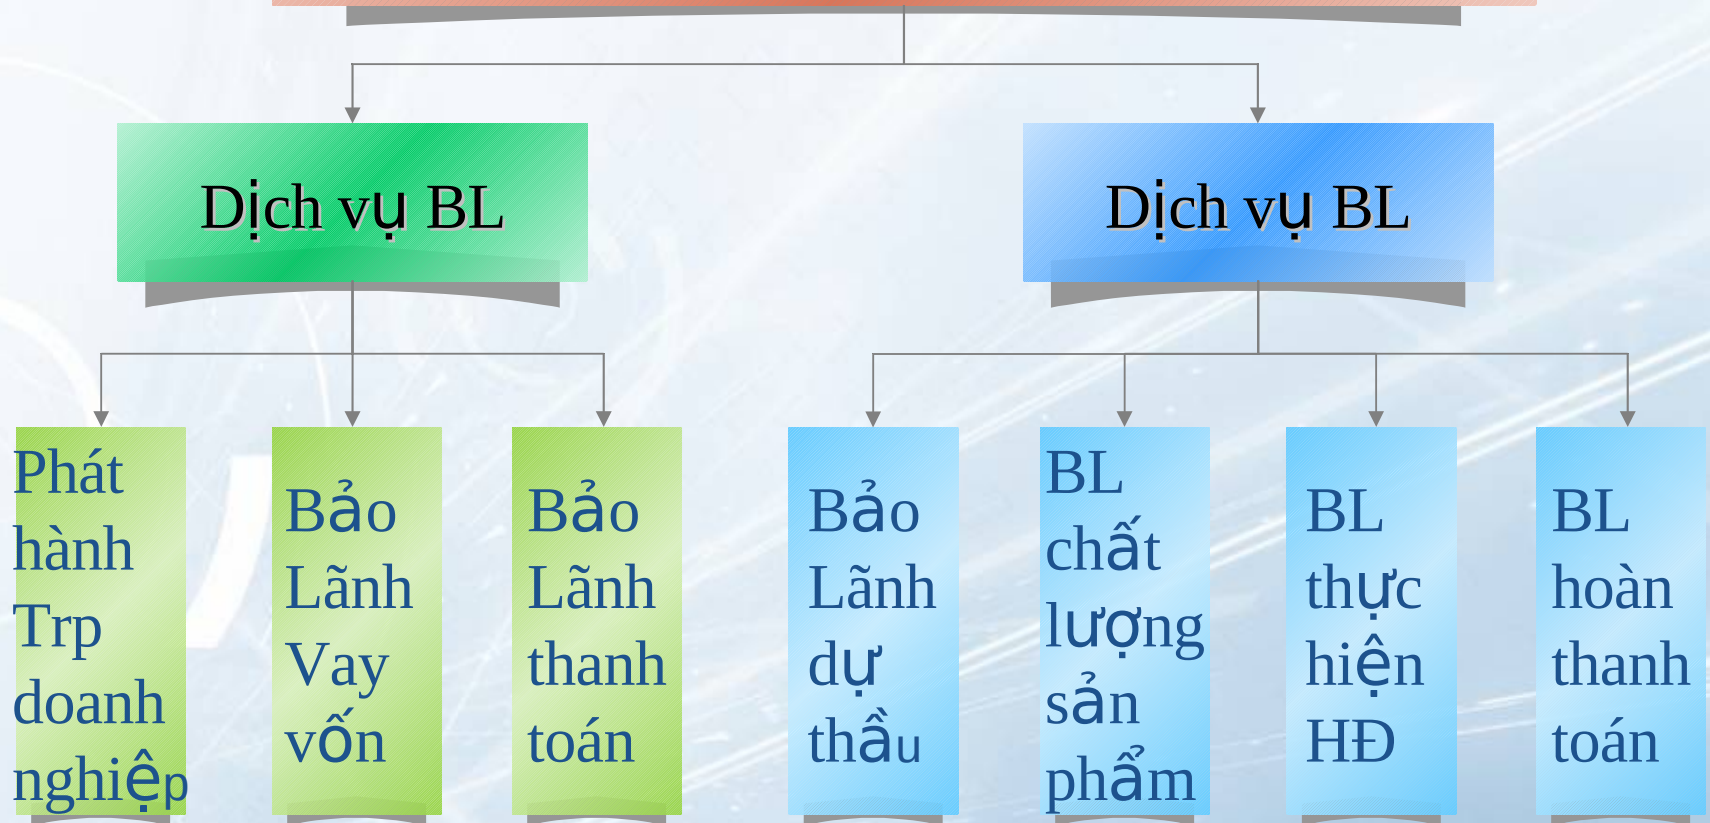 Dịch vụ BL
Dịch vụ BL
Phát
hành
Trp
doanh
nghiệp
Bảo
Lãnh
Vay
vốn
Bảo
Lãnh
thanh
toán
Bảo
Lãnh
dự
thầu
BL
chất
lượng
sản
phẩm
BL
thực
hiện
HĐ
BL
hoàn
thanh
toán